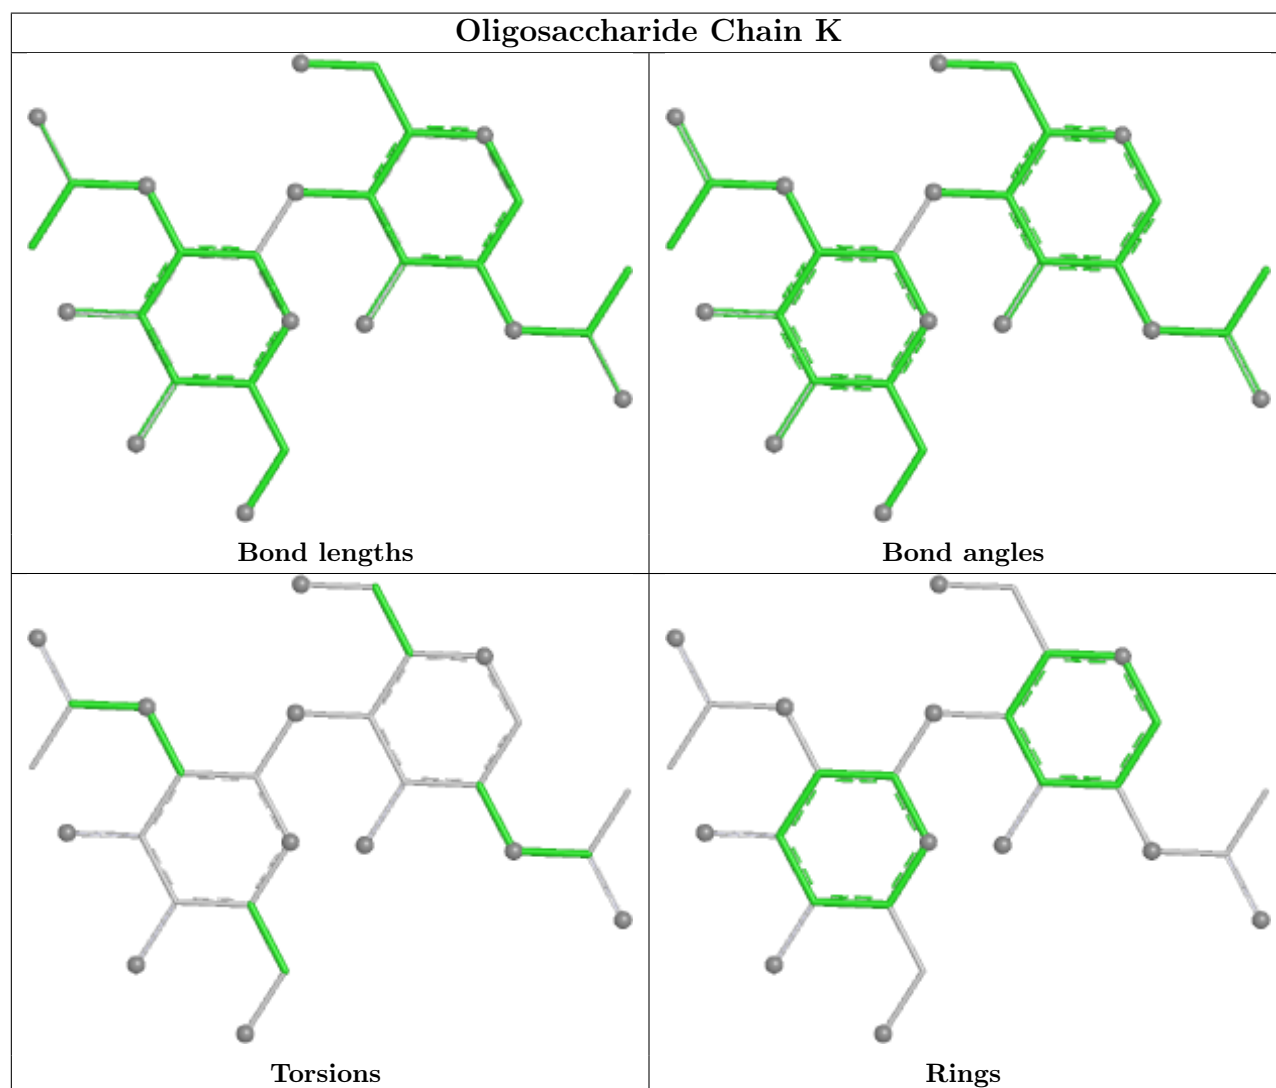 Oligosaccharide Chain K
Bond lengths
Bond angles
Torsions
Rings